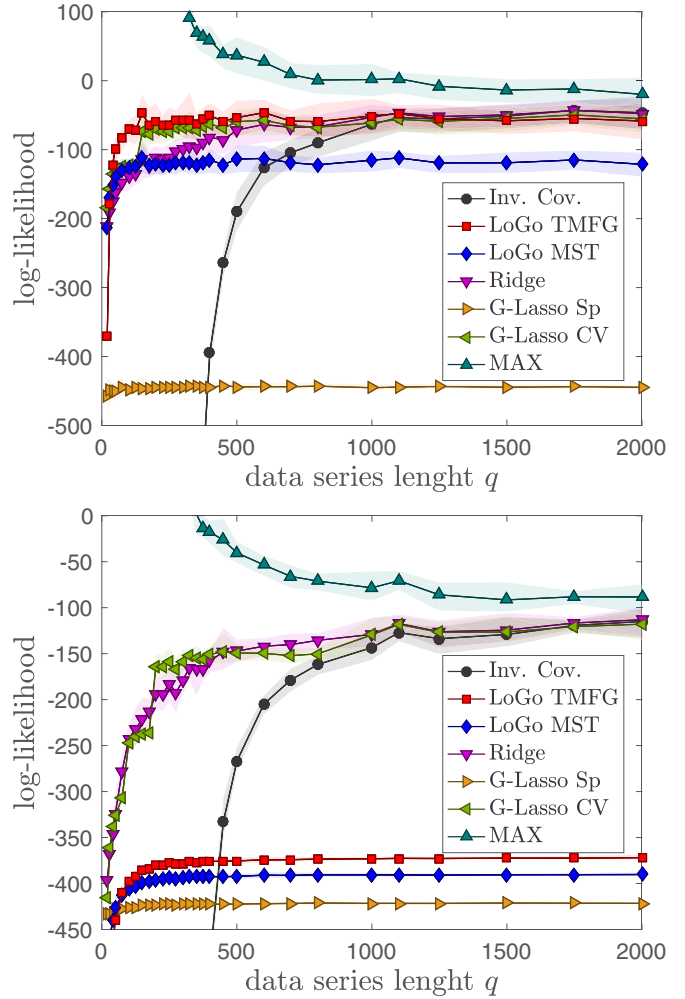 100
0
-100
-200
-300
-400
-500
log-likelihood
Inv. Cov.
LoGo TMFG
LoGo MST
Ridge
G-Lasso Sp
G-Lasso CV
MAX
0 500 1000 1500 2000
data series lenght q
0
-50
-100
-150
-200
-250
-300
-350
-400
-450
log-likelihood
Inv. Cov.
LoGo TMFG
LoGo MST
Ridge
G-Lasso Sp
G-Lasso CV
MAX
0 500 1000 1500 2000
data series lenght q